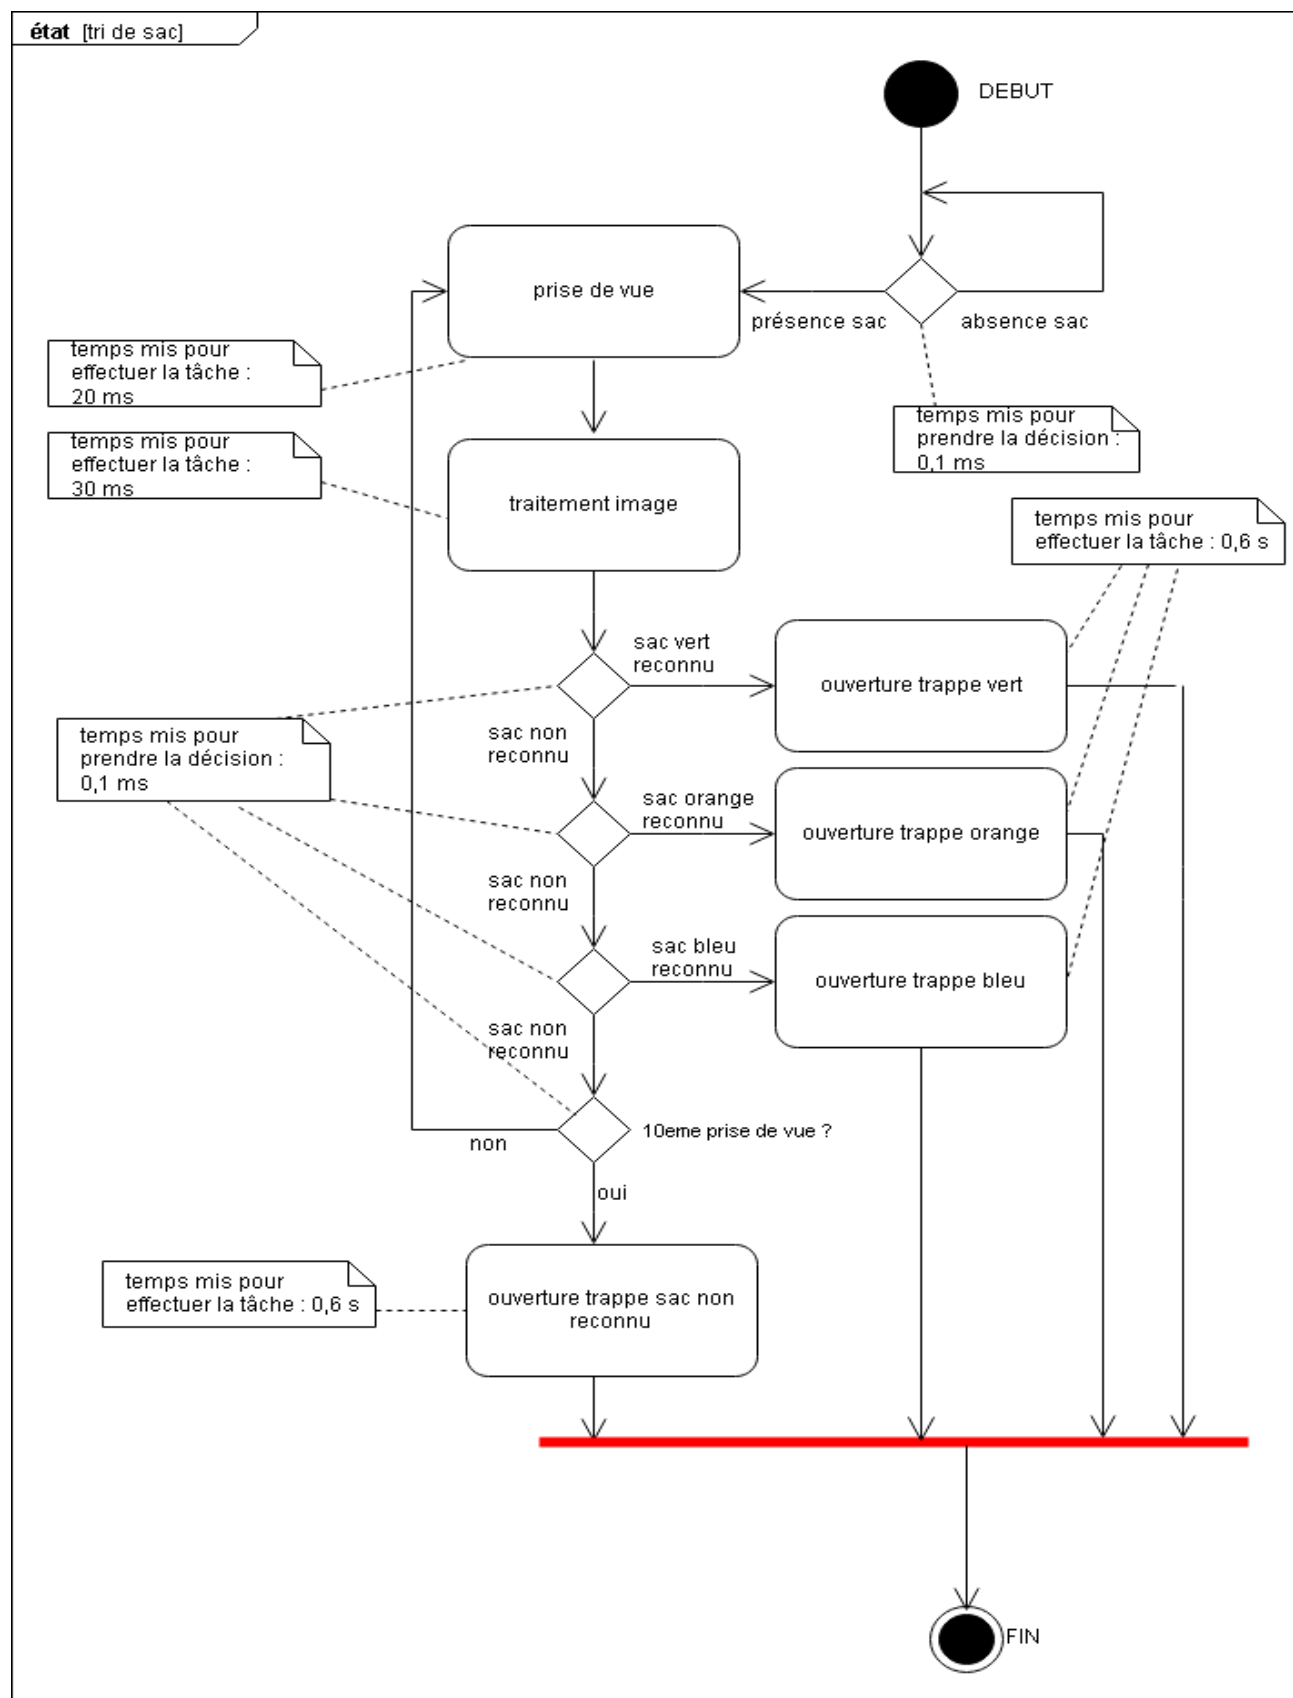 état [tri de sac]
DEBUT
prise de vue
présence sac
absence sac
temps mis pour
effectuer la tâche :
20 ms
temps mis pour
prendre la décision :
0,1 ms
temps mis pour
effectuer la tâche :
30 ms
traitement image
temps mis pour
effectuer la tâche : 0,6 s
sac vert
reconnu
ouverture trappe vert
temps mis pour
prendre la décision :
0,1 ms
sac non
reconnu
sac orange
reconnu
ouverture trappe orange
sac non
reconnu
sac bleu
reconnu
ouverture trappe bleu
sac non
reconnu
10eme prise de vue ?
non
oui
temps mis pour
effectuer la tâche : 0,6 s
ouverture trappe sac non
reconnu
FIN